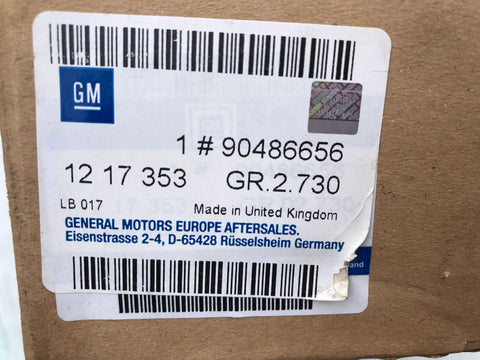 GM
1 # 90486656
12 17 353 GR.2.730
LB 017 Made in United Kingdom
GENERAL MOTORS EUROPE AFTERSALES.
Eisenstrasse 2-4, D-65428 Rüsselsheim Germany